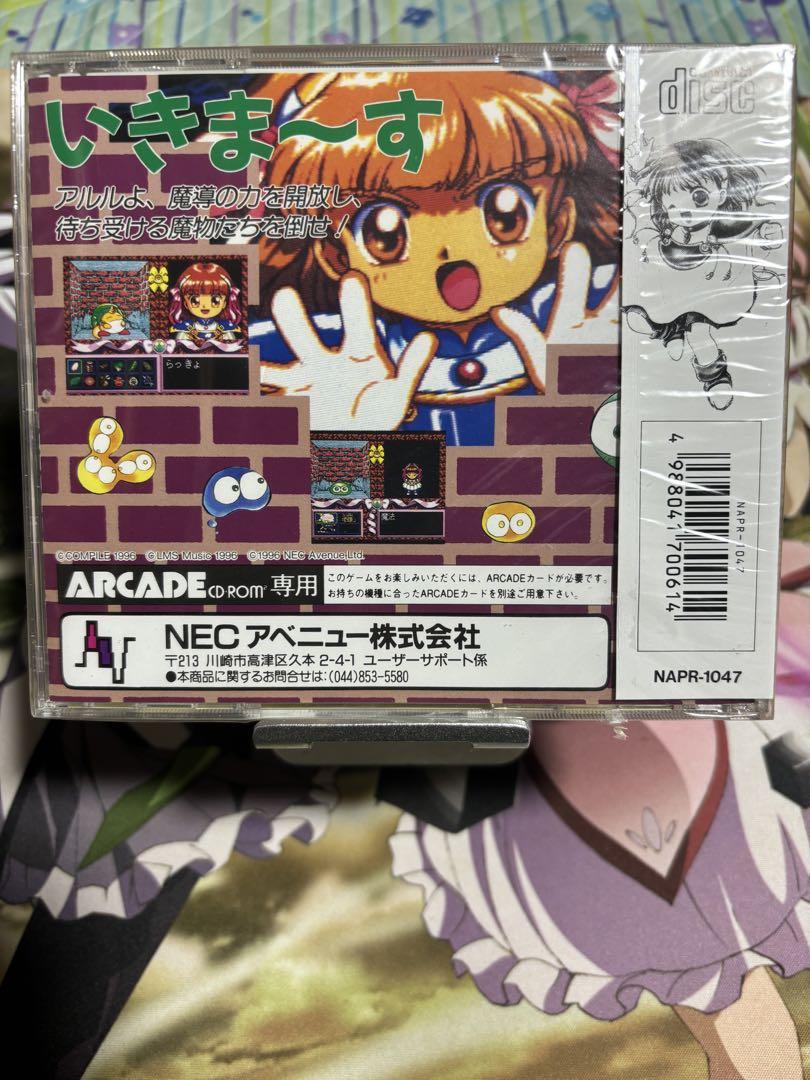 いきま〜す
アルルよ、魔導の力を開放し、
待ち受ける魔物たちを倒せ！
らっきょ
魔法
©COMPILE 1996 ©LMS Music 1996 ©1996 NEC Avenue,Ltd.
ARCADE CD-ROM² 専用
このゲームをお楽しみいただくには、ARCADEカードが必要です。
お持ちの機種に合ったARCADEカードを別途ご用意下さい。
NECアベニュー株式会社
〒213 川崎市高津区久本2-4-1 ユーザーサポート係
●本商品に関するお問合せは:(044)853-5580
COMPACT
disc
NAPR-1047
4 988041 700614
NAPR-1047